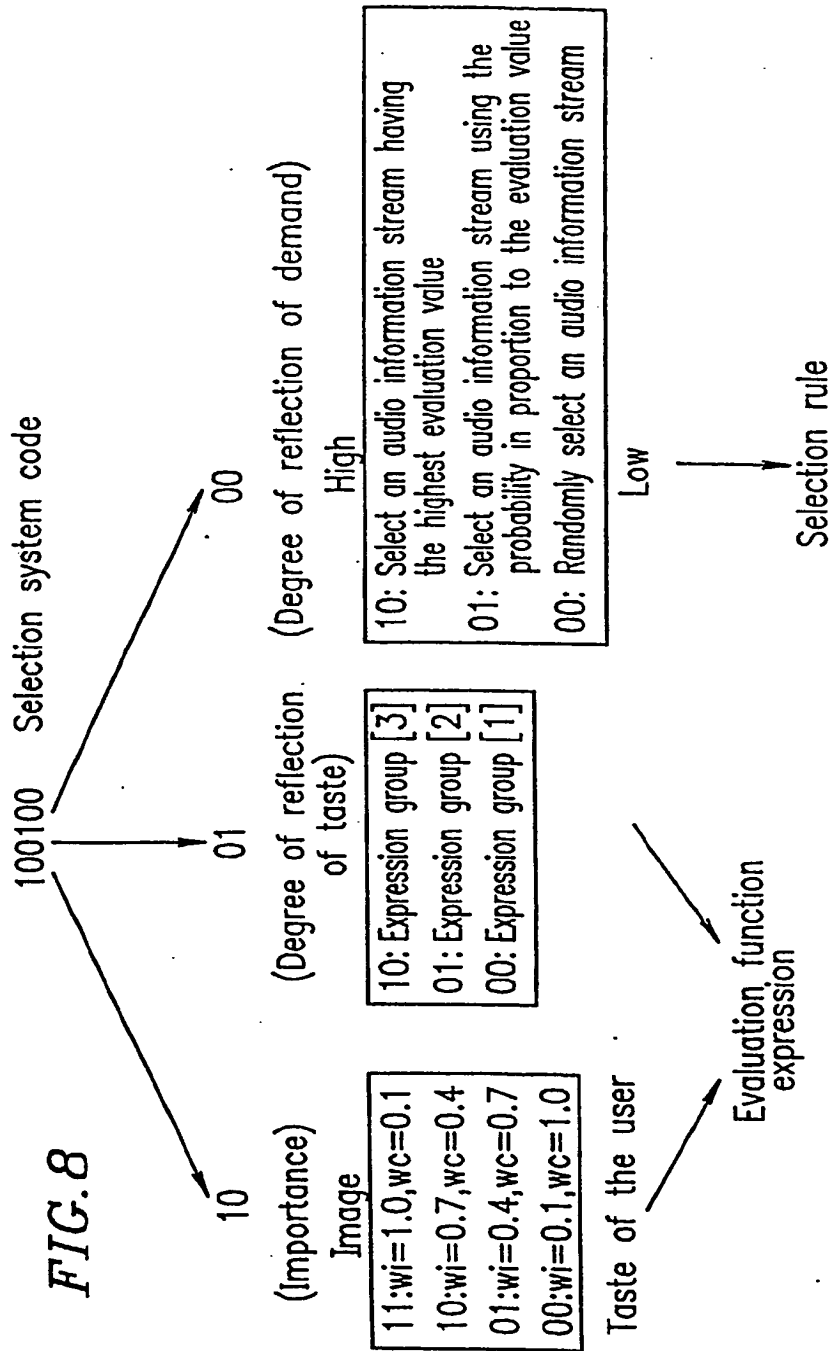 FIG.8
100100 Selection system code
10
(Importance)
Image
11:wi=1.0,wc=0.1
10:wi=0.7,wc=0.4
01:wi=0.4,wc=0.7
00:wi=0.1,wc=1.0
Taste of the user
01
(Degree of reflection
of taste)
10: Expression group [3]
01: Expression group [2]
00: Expression group [1]
Evaluation function
expression
00
(Degree of reflection of demand)
High
10: Select an audio information stream having
the highest evaluation value
01: Select an audio information stream using the
probability in proportion to the evaluation value
00: Randomly select an audio information stream
Low
Selection rule